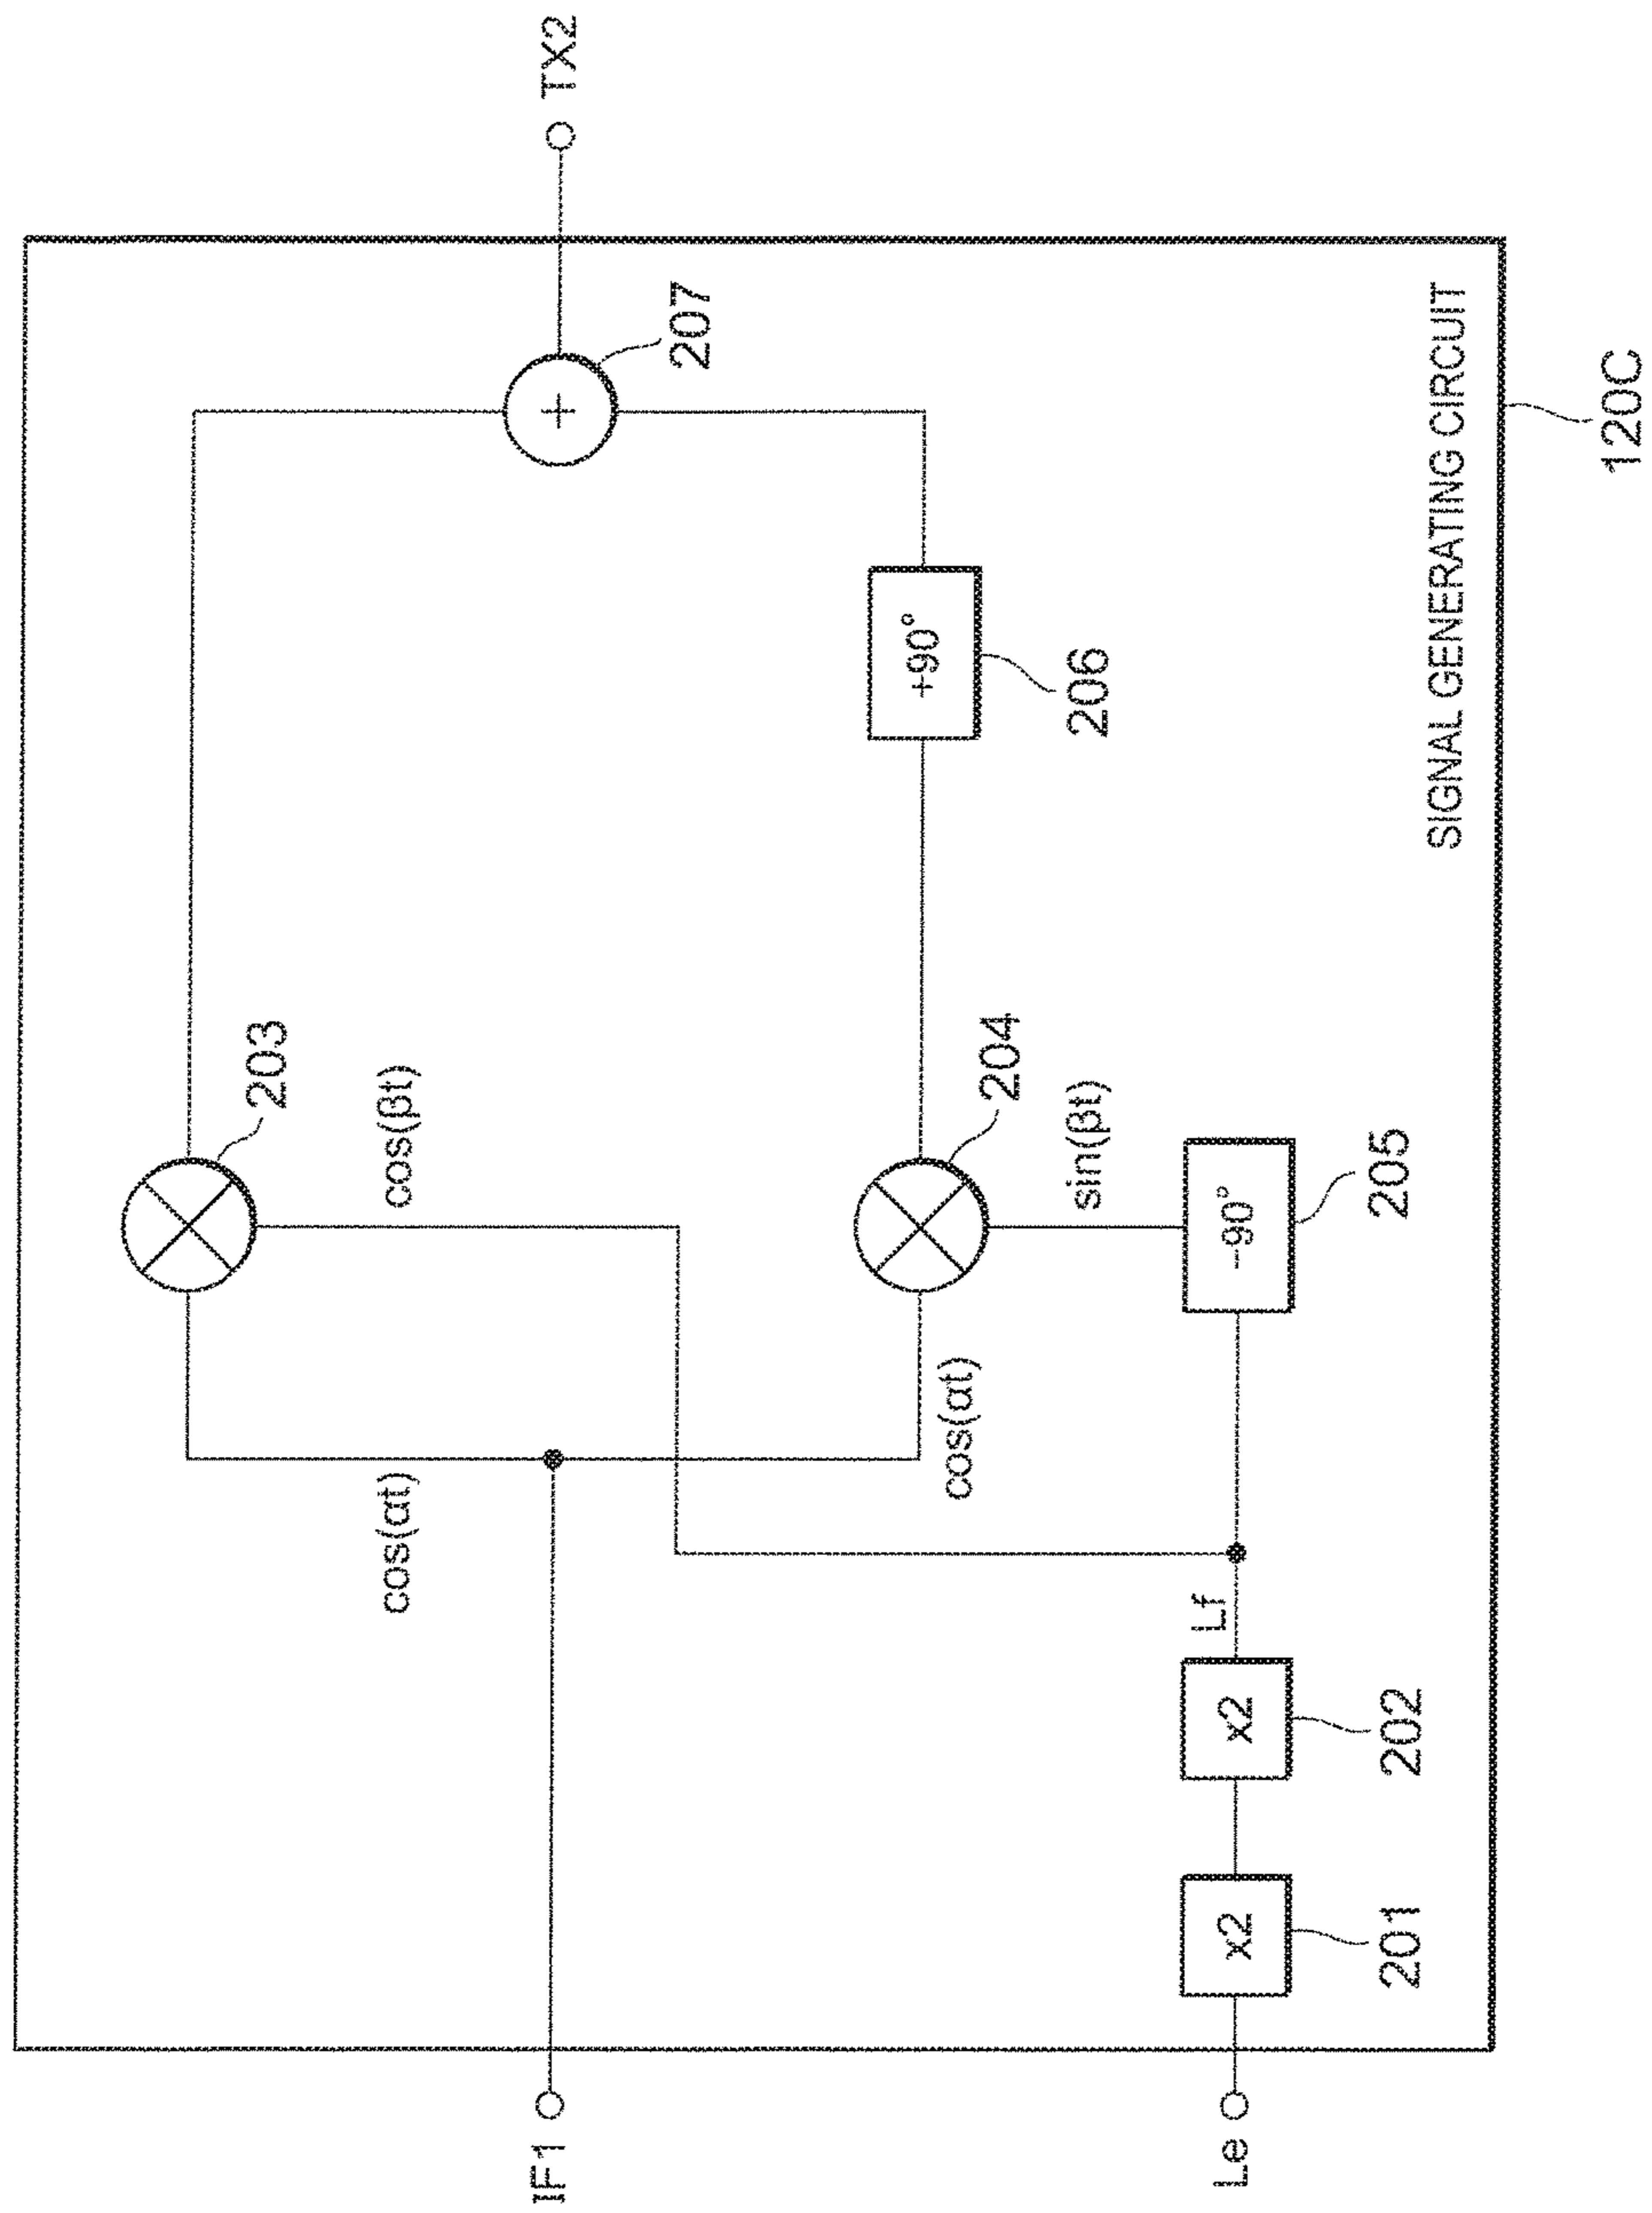 IF1
cos(αt)
203
cos(βt)
207
TX2
cos(αt)
204
+90°
206
sin(βt)
Le
x2
201
x2
202
Lf
-90°
205
SIGNAL GENERATING CIRCUIT
120C